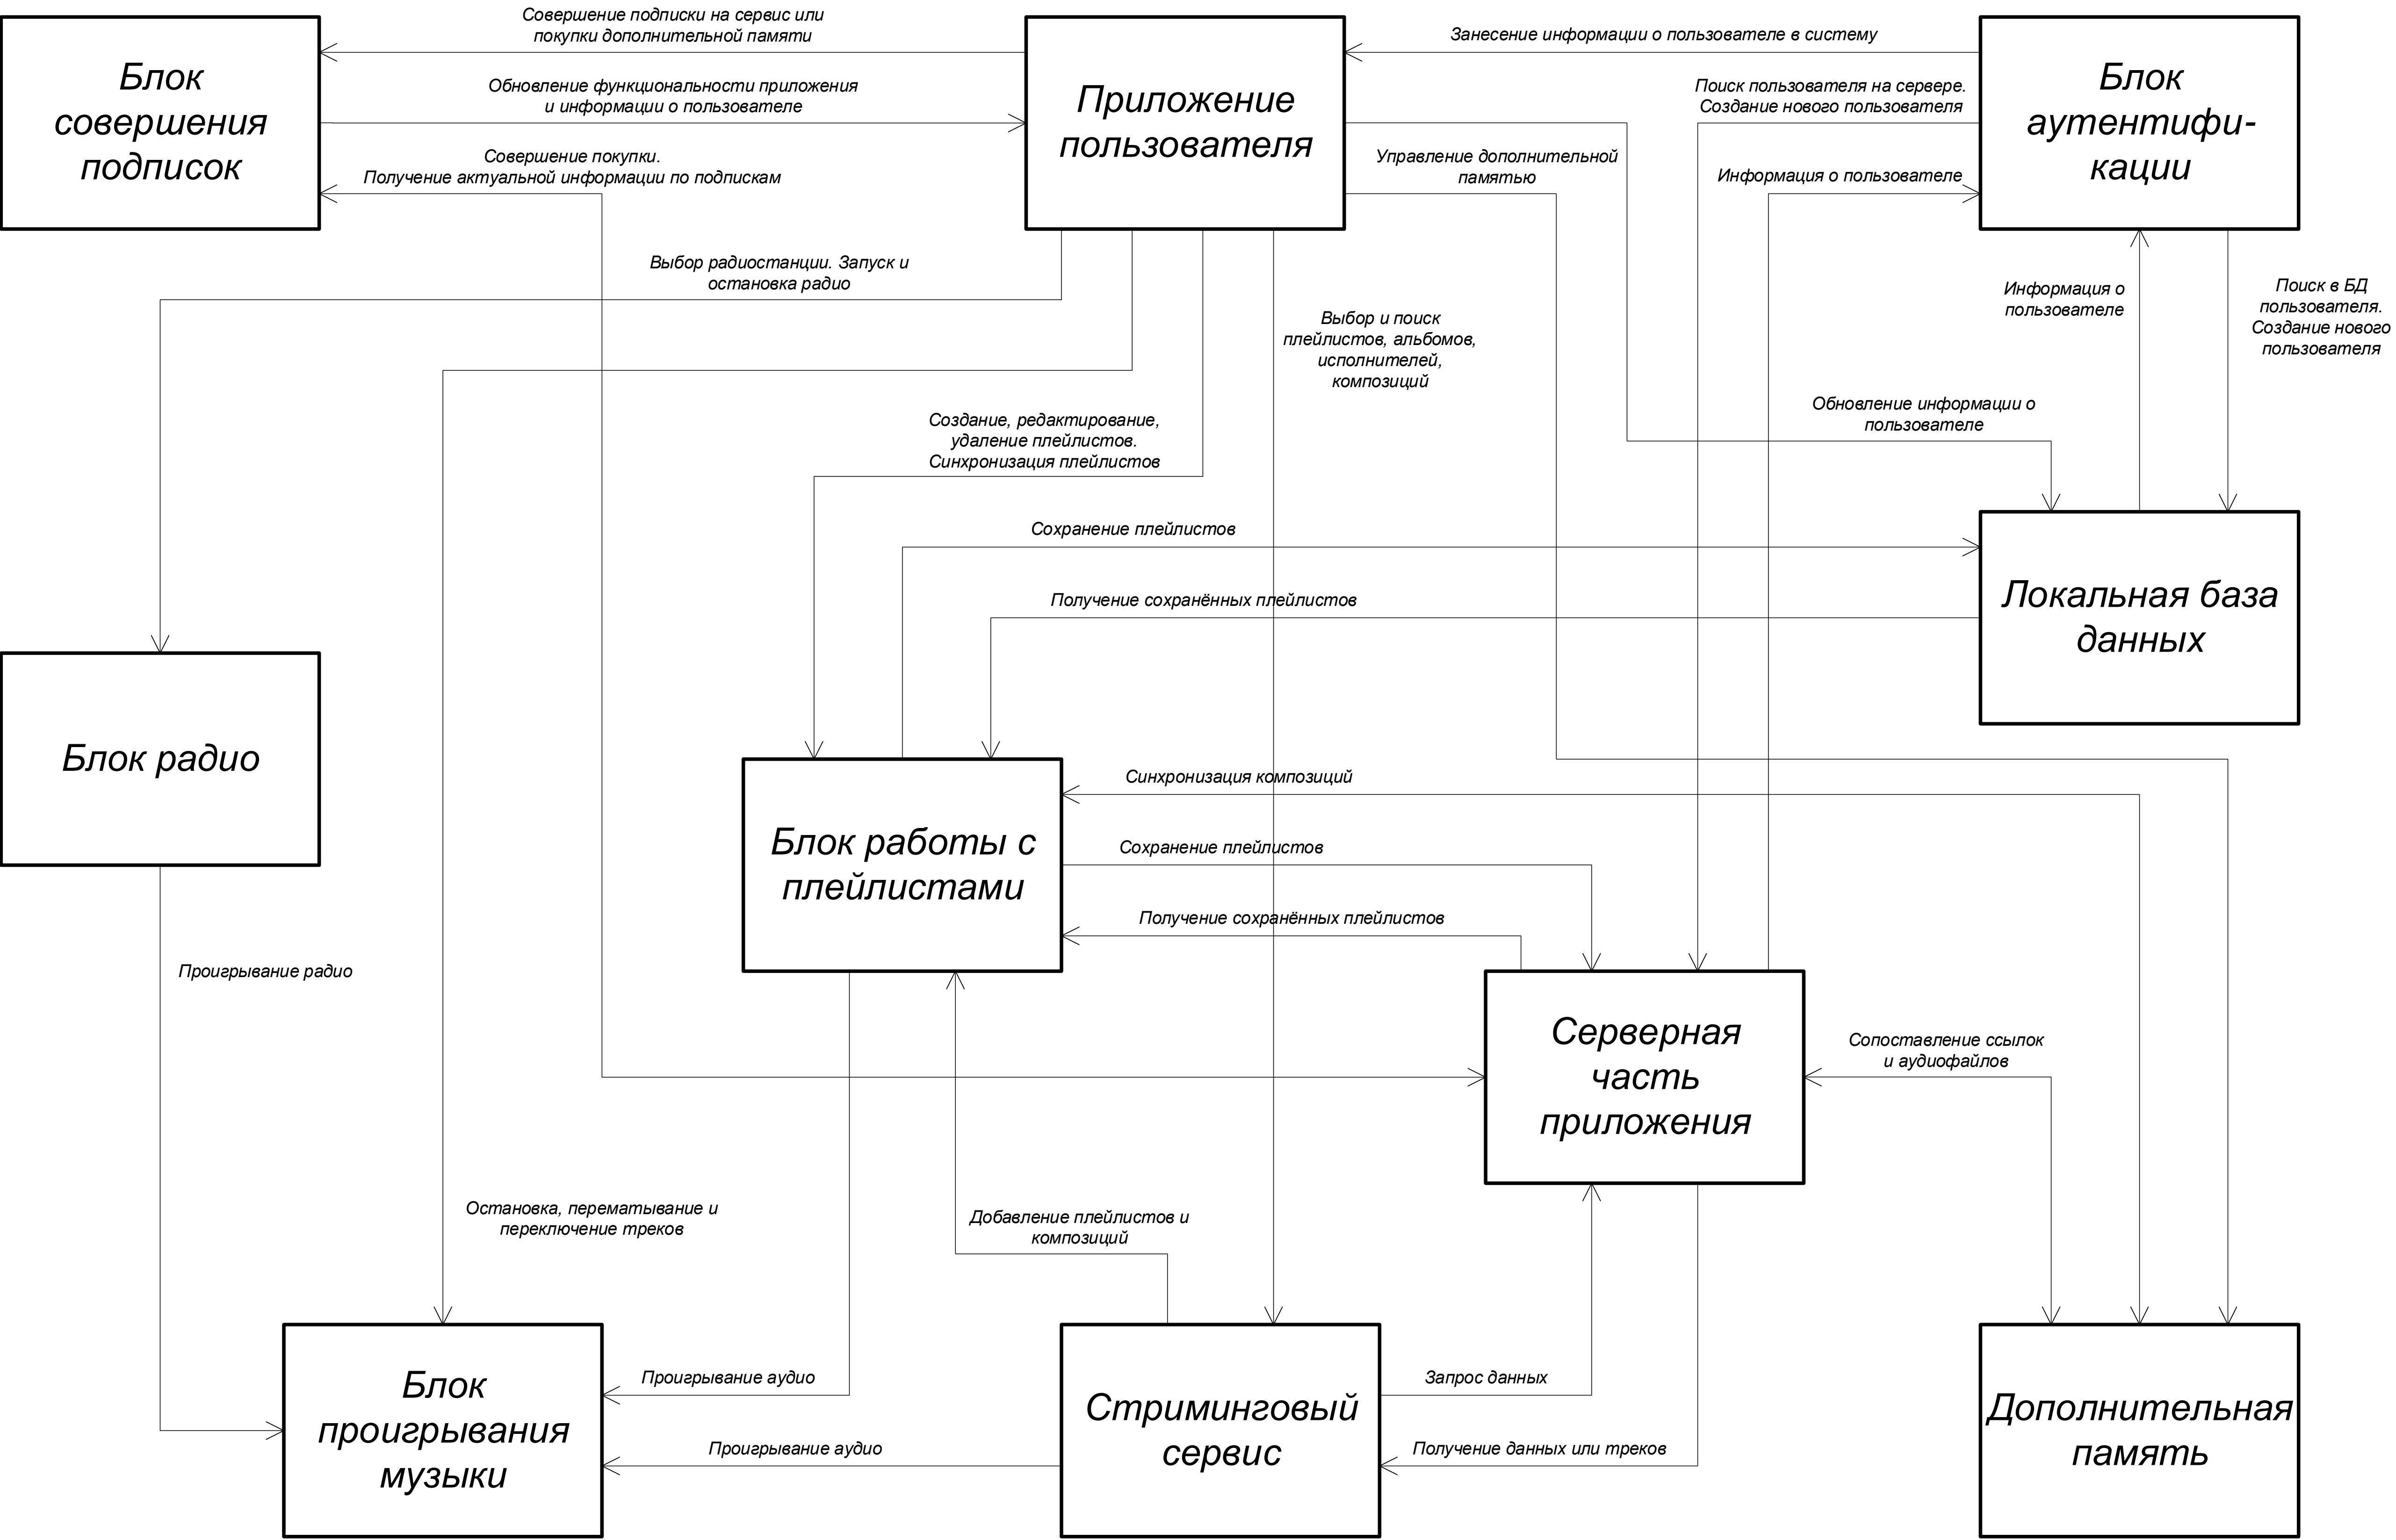 Совершение подписки на сервис или
покупки дополнительной памяти
Занесение информации о пользователе в систему
Блок
совершения
подписок
Обновление функциональности приложения
и информации о пользователе
Приложение
пользователя
Поиск пользователя на сервере.
Создание нового пользователя
Блок
аутентифи-
кации
Совершение покупки.
Получение актуальной информации по подпискам
Управление дополнительной
памятью
Информация о пользователе
Выбор радиостанции. Запуск и
остановка радио
Выбор и поиск
плейлистов, альбомов,
исполнителей,
композиций
Информация о
пользователе
Поиск в БД
пользователя.
Создание нового
пользователя
Создание, редактирование,
удаление плейлистов.
Синхронизация плейлистов
Обновление информации о
пользователе
Сохранение плейлистов
Получение сохранённых плейлистов
Локальная база
данных
Блок радио
Синхронизация композиций
Блок работы с
плейлистами
Сохранение плейлистов
Получение сохранённых плейлистов
Проигрывание радио
Серверная
часть
приложения
Сопоставление ссылок
и аудиофайлов
Остановка, перематывание и
переключение треков
Добавление плейлистов и
композиций
Блок
проигрывания
музыки
Проигрывание аудио
Проигрывание аудио
Стриминговый
сервис
Запрос данных
Получение данных или треков
Дополнительная
память